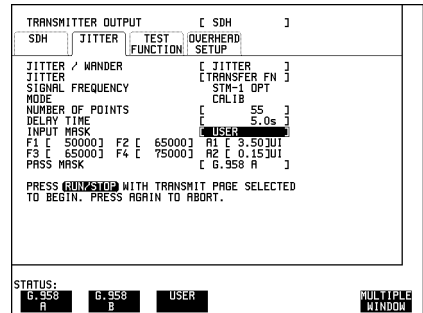 TRANSMITTER OUTPUT [ SDH ]
SDH JITTER TEST FUNCTION OVERHEAD SETUP
JITTER / WANDER [ JITTER ]
JITTER [TRANSFER FN ]
SIGNAL FREQUENCY STM-1 OPT
MODE CALIB
NUMBER OF POINTS [ 55 ]
DELAY TIME [ 5.0s ]
INPUT MASK [ USER ]
F1 [ 50000] F2 [ 65000] A1 [ 3.50]UI
F3 [ 65000] F4 [ 75000] A2 [ 0.15]UI
PASS MASK [ G.958 A ]
PRESS RUN/STOP WITH TRANSMIT PAGE SELECTED
TO BEGIN. PRESS AGAIN TO ABORT.
STATUS:
G.958 A G.958 B USER MULTIPLE WINDOW